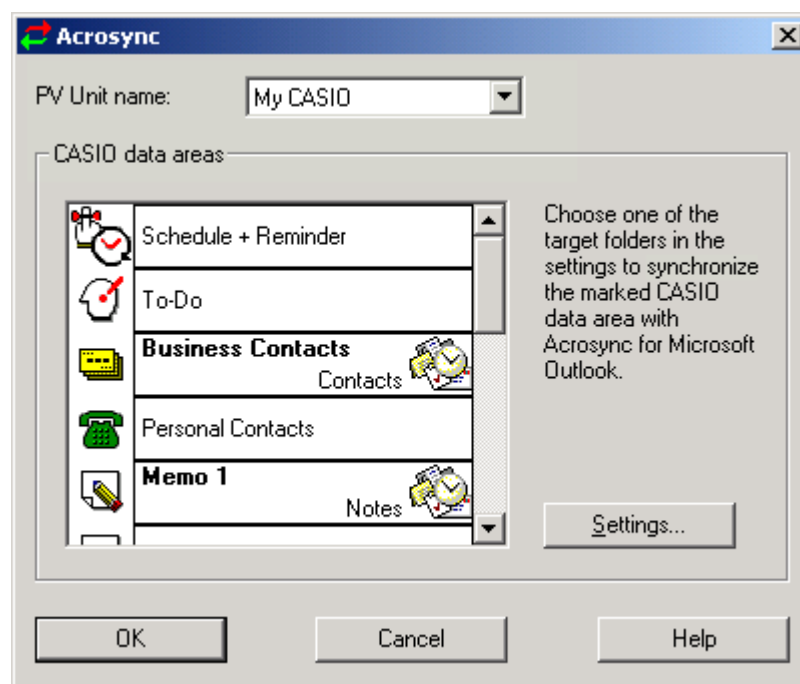 Acrosync
PV Unit name:
My CASIO
CASIO data areas
Schedule + Reminder
To-Do
Business Contacts
Contacts
Personal Contacts
Memo 1
Notes
Choose one of the
target folders in the
settings to synchronize
the marked CASIO
data area with
Acrosync for Microsoft
Outlook.
Settings...
OK
Cancel
Help